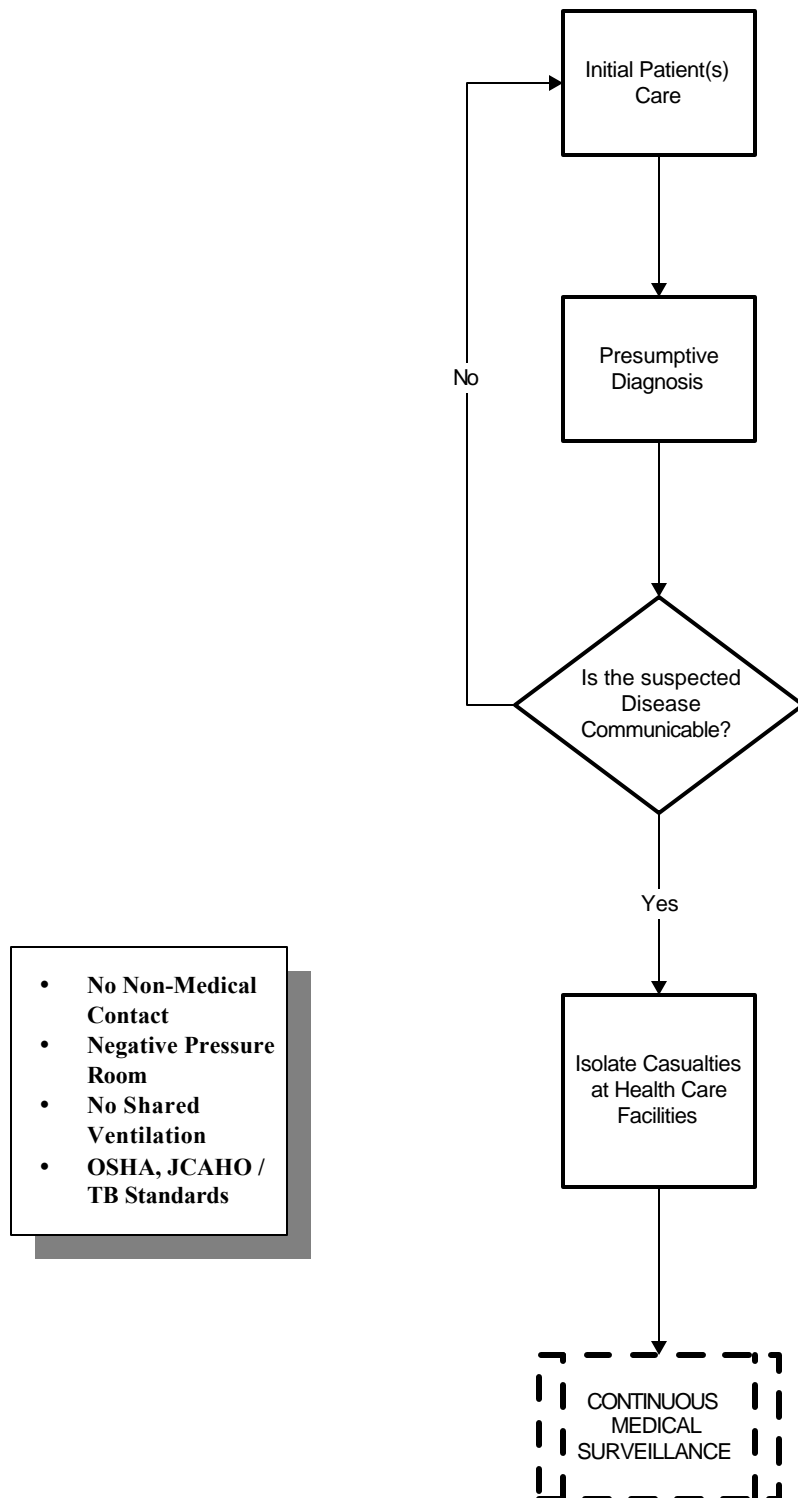 Initial Patient(s)
Care
Presumptive
Diagnosis
No
Is the suspected
Disease
Communicable?
Yes
• No Non-Medical
Contact
• Negative Pressure
Room
• No Shared
Ventilation
• OSHA, JCAHO /
TB Standards
Isolate Casualties
at Health Care
Facilities
CONTINUOUS
MEDICAL
SURVEILLANCE